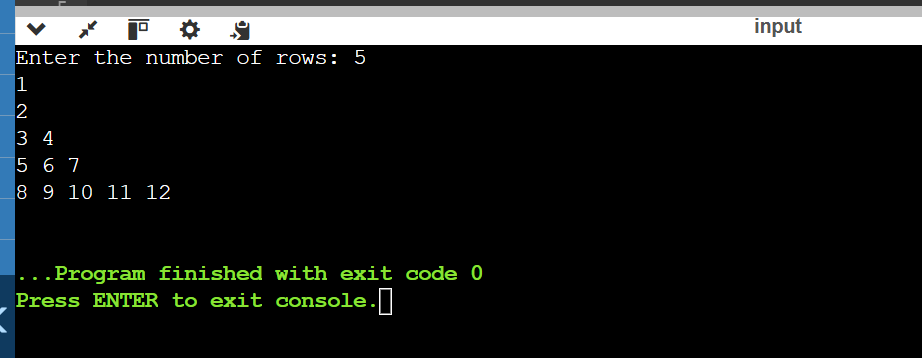 input
Enter the number of rows: 5
1
2
3 4
5 6 7
8 9 10 11 12
...Program finished with exit code 0
Press ENTER to exit console.